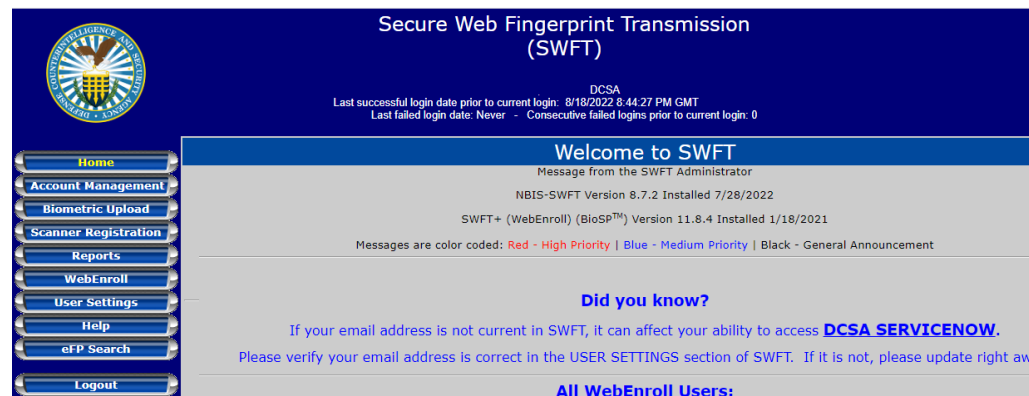 Secure Web Fingerprint Transmission
(SWFT)
DCSA
Last successful login date prior to current login: 8/18/2022 8:44:27 PM GMT
Last failed login date: Never - Consecutive failed logins prior to current login: 0
DEFENSE COUNTERINTELLIGENCE AND SECURITY AGENCY
Home
Account Management
Biometric Upload
Scanner Registration
Reports
WebEnroll
User Settings
Help
eFP Search
Logout
Welcome to SWFT
Message from the SWFT Administrator
NBIS-SWFT Version 8.7.2 Installed 7/28/2022
SWFT+ (WebEnroll) (BioSP™) Version 11.8.4 Installed 1/18/2021
Messages are color coded: Red - High Priority | Blue - Medium Priority | Black - General Announcement
Did you know?
If your email address is not current in SWFT, it can affect your ability to access DCSA SERVICENOW.
Please verify your email address is correct in the USER SETTINGS section of SWFT. If it is not, please update right aw
All WebEnroll Users: